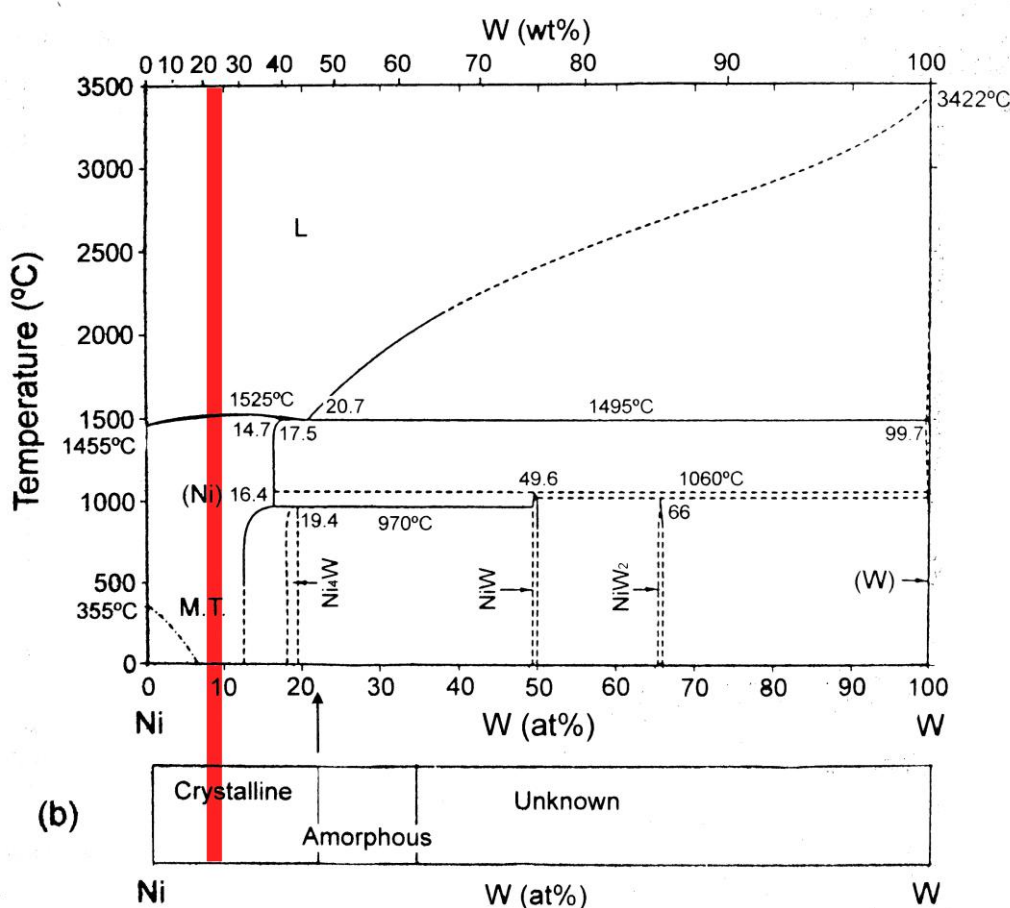 W (wt%)
0 10 20 30 40 50 60 70 80 90 100
3500
3422ºC
3000
L
2500
Temperature (ºC)
2000
1525ºC 20.7 1495ºC
1500
14.7 17.5 99.7
1455ºC
49.6 1060ºC
(Ni) 16.4
1000
19.4 970ºC 66
Ni₄W NiW NiW₂ (W)
500
355ºC M.T.
0
0 10 20 30 40 50 60 70 80 90 100
Ni W (at%) W
(b)
Crystalline Unknown
Amorphous
Ni W (at%) W